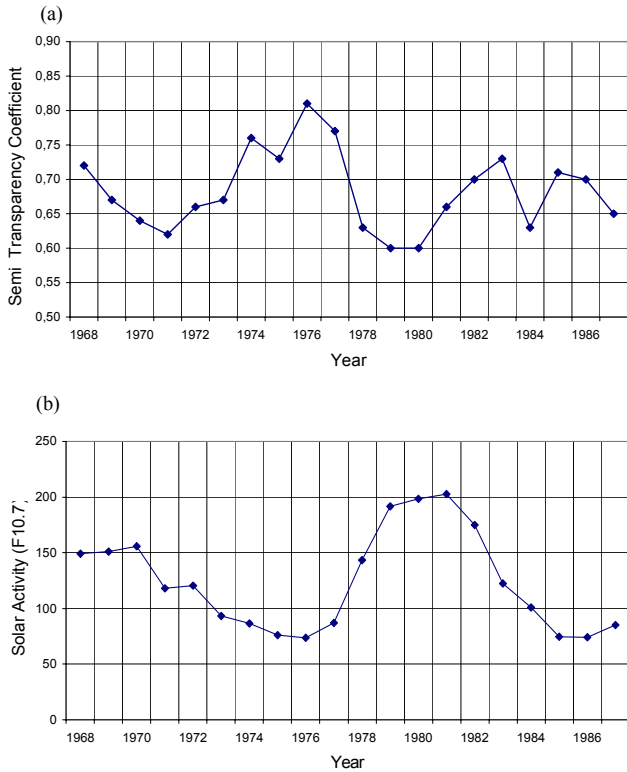 (a)
0,90
0,85
0,80
0,75
0,70
0,65
0,60
0,55
0,50
Semi Transparency Coefficient
1968 1970 1972 1974 1976 1978 1980 1982 1984 1986
Year
(b)
250
200
150
100
50
0
Solar Activity (F10.7)
1968 1970 1972 1974 1976 1978 1980 1982 1984 1986
Year